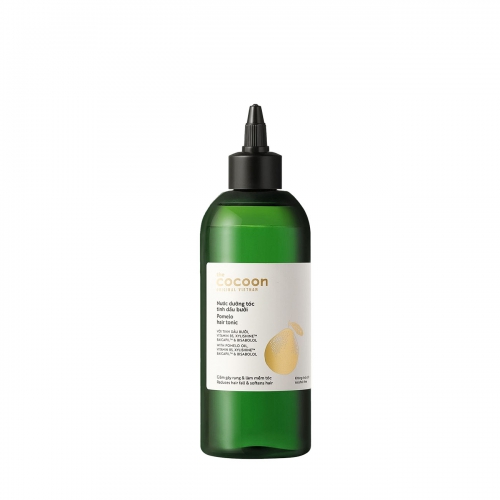 the
cocoon
ORIGINAL VIETNAM
Nước dưỡng tóc
tinh dầu bưởi
Pomelo
hair tonic
VỚI TINH DẦU BƯỞI,
VITAMIN B5, XYLISHINE™
BAICAPIL™ & BISABOLOL
WITH POMELO OIL,
VITAMIN B5, XYLISHINE™
BAICAPIL™ & BISABOLOL
Giảm gãy rụng & làm mềm tóc
Reduces hair fall & softens hair